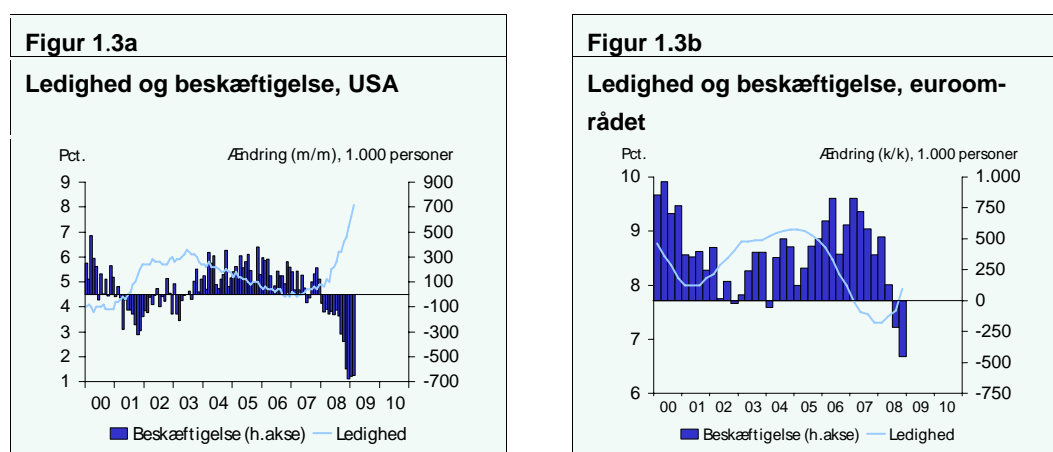 Figur 1.3a
Ledighed og beskæftigelse, USA
Pct.
Ændring (m/m), 1.000 personer
9
8
7
6
5
4
3
2
1
900
700
500
300
100
-100
-300
-500
-700
00 01 02 03 04 05 06 07 08 09 10
Beskæftigelse (h.akse) Ledighed
Figur 1.3b
Ledighed og beskæftigelse, euroom-
rådet
Pct.
Ændring (k/k), 1.000 personer
10
9
8
7
6
1.000
750
500
250
0
-250
-500
-750
00 01 02 03 04 05 06 07 08 09 10
Beskæftigelse (h.akse) Ledighed